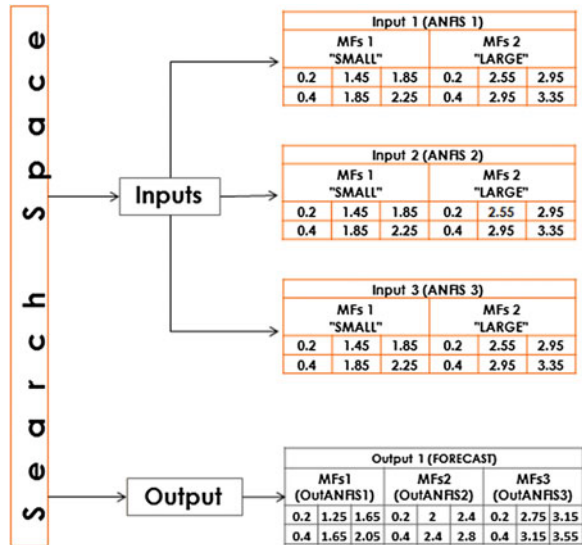 Search Space
Inputs
Output
Input 1 (ANFIS 1)
MFs 1 MFs 2
"SMALL" "LARGE"
0.2 1.45 1.85 0.2 2.55 2.95
0.4 1.85 2.25 0.4 2.95 3.35
Input 2 (ANFIS 2)
MFs 1 MFs 2
"SMALL" "LARGE"
0.2 1.45 1.85 0.2 2.55 2.95
0.4 1.85 2.25 0.4 2.95 3.35
Input 3 (ANFIS 3)
MFs 1 MFs 2
"SMALL" "LARGE"
0.2 1.45 1.85 0.2 2.55 2.95
0.4 1.85 2.25 0.4 2.95 3.35
Output 1 (FORECAST)
MFs1 MFs2 MFs3
(OutANFIS1) (OutANFIS2) (OutANFIS3)
0.2 1.25 1.65 0.2 2 2.4 0.2 2.75 3.15
0.4 1.65 2.05 0.4 2.4 2.8 0.4 3.15 3.55